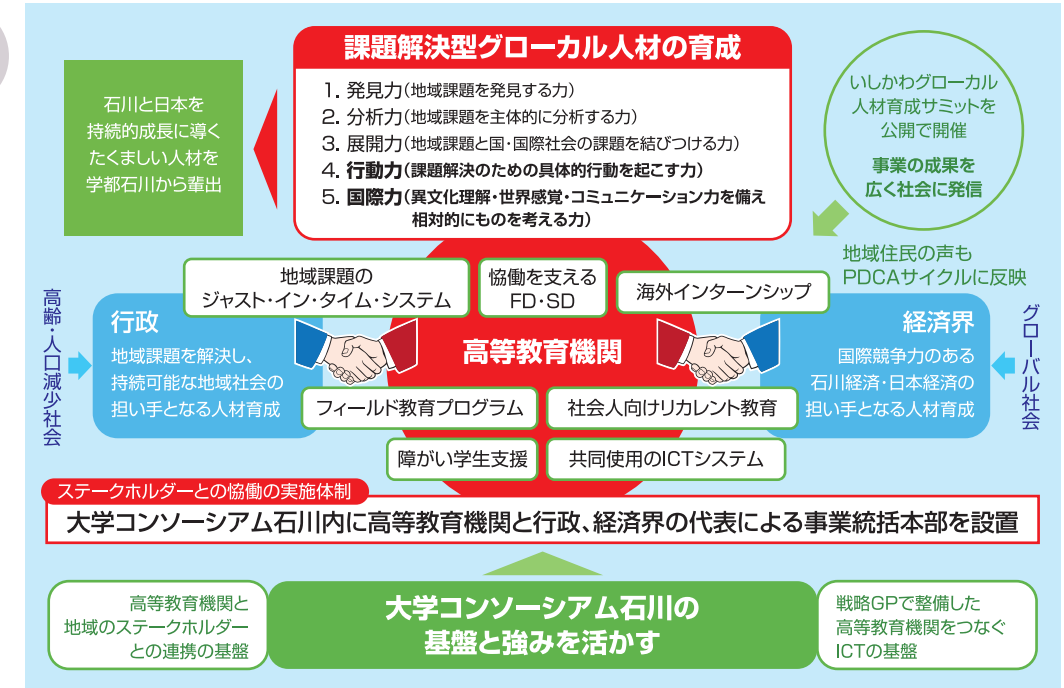 課題解決型グローカル人材の育成
1. 発見力(地域課題を発見する力)
2. 分析力(地域課題を主体的に分析する力)
3. 展開力(地域課題と国・国際社会の課題を結びつける力)
4. 行動力(課題解決のための具体的行動を起こす力)
5. 国際力(異文化理解・世界感覚・コミュニケーション力を備え
相対的にものを考える力)
石川と日本を
持続的成長に導く
たくましい人材を
学都石川から輩出
いしかわグローカル
人材育成サミットを
公開で開催
事業の成果を
広く社会に発信
地域住民の声も
PDCAサイクルに反映
地域課題の
ジャスト・イン・タイム・システム
恊働を支える
FD・SD
海外インターンシップ
高齢・人口減少社会
行政
地域課題を解決し、
持続可能な地域社会の
担い手となる人材育成
高等教育機関
経済界
国際競争力のある
石川経済・日本経済の
担い手となる人材育成
グローバル社会
フィールド教育プログラム
社会人向けリカレント教育
障がい学生支援
共同使用のICTシステム
ステークホルダーとの恊働の実施体制
大学コンソーシアム石川内に高等教育機関と行政、経済界の代表による事業統括本部を設置
高等教育機関と
地域のステークホルダー
との連携の基盤
大学コンソーシアム石川の
基盤と強みを活かす
戦略GPで整備した
高等教育機関をつなぐ
ICTの基盤